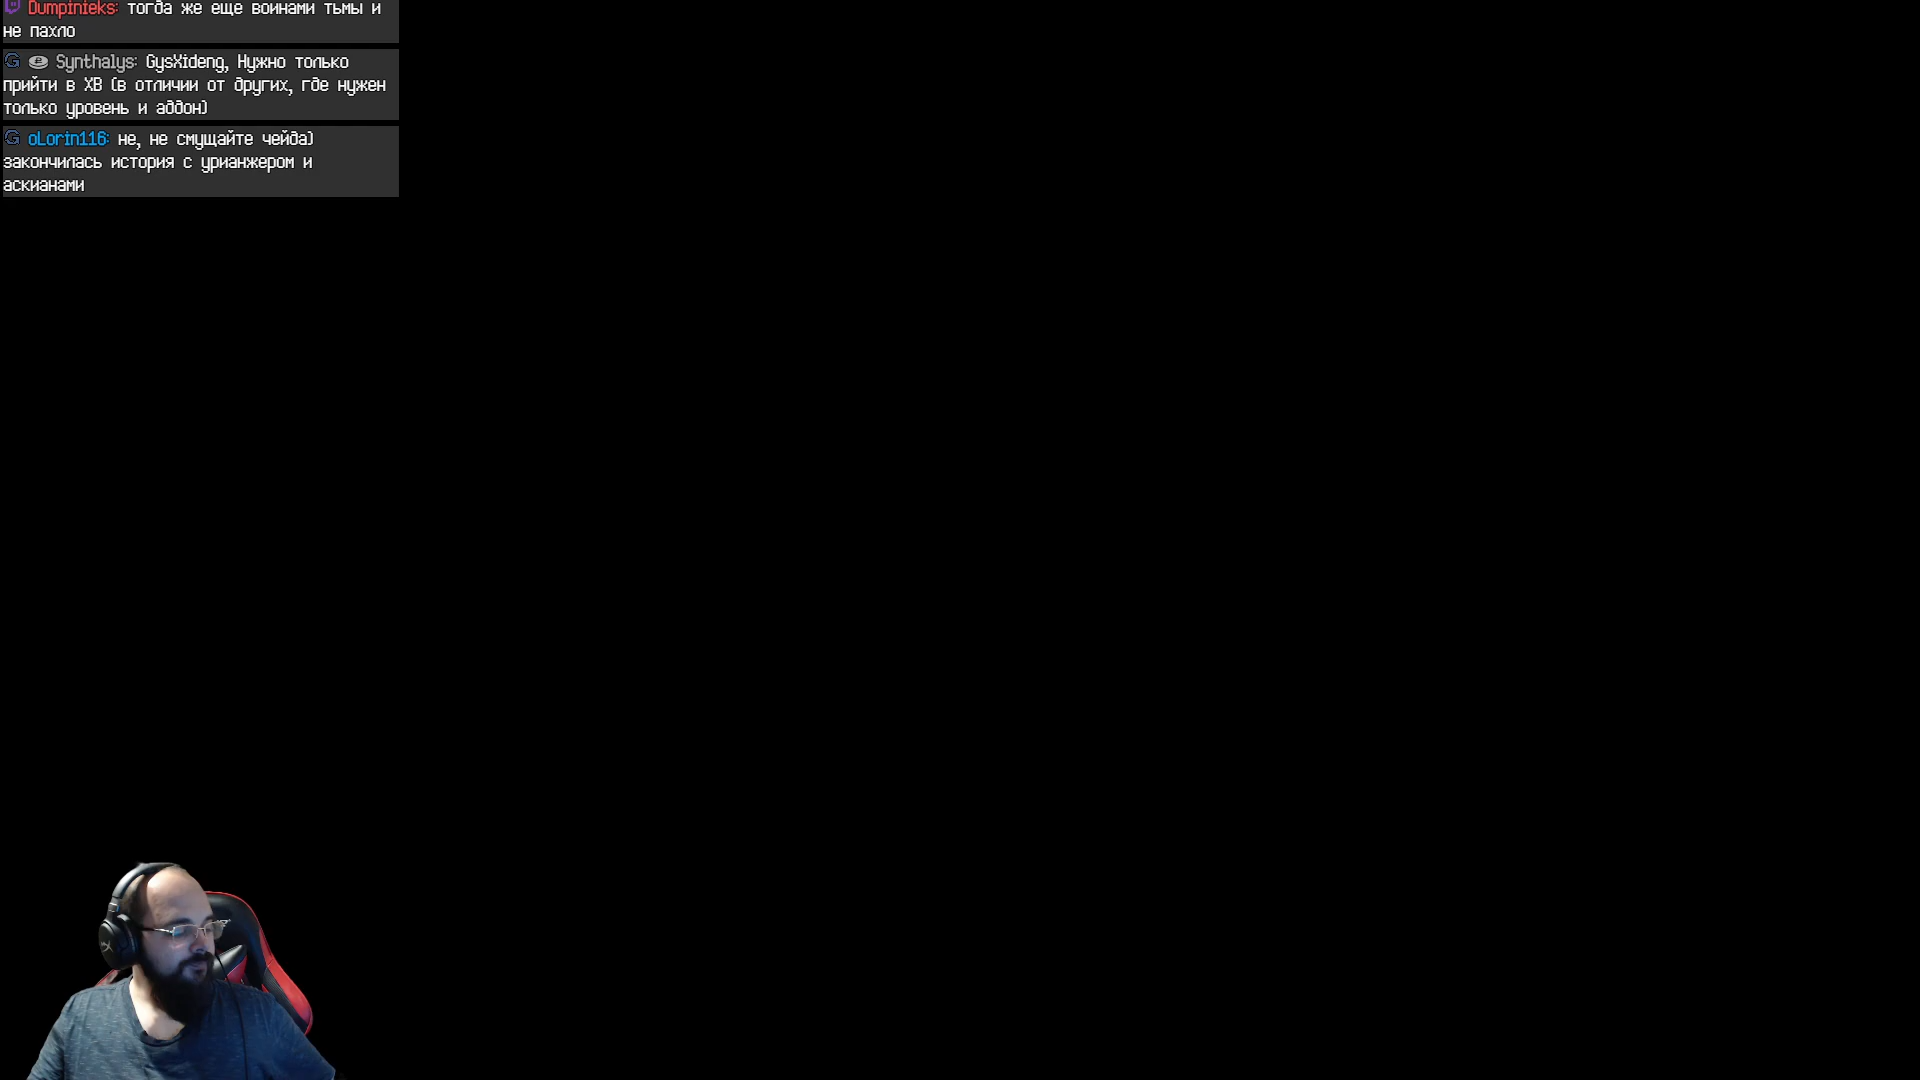 Dumpinieks: тогда же еще воинами тьмы и
не пахло
Synthalys: GysXideng, Нужно только
прийти в ХВ (в отличии от других, где нужен
только уровень и аддон)
oLorin116: не, не смущайте чейда)
закончилась история с урианжером и
аскианами